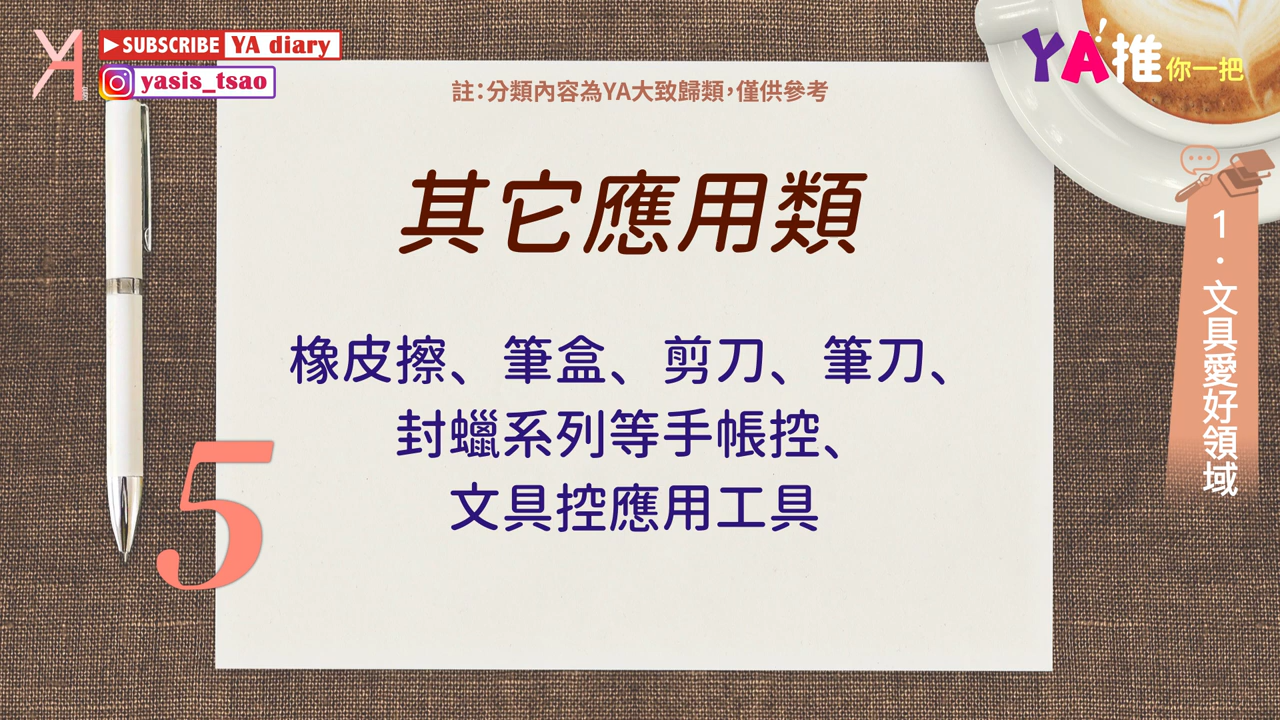 YA
SUBSCRIBE YA diary
yasis_tsao
YA推你一把
註:分類內容為YA大致歸類,僅供參考
其它應用類
橡皮擦、筆盒、剪刀、筆刀、
封蠟系列等手帳控、
文具控應用工具
5
1.文具愛好領域